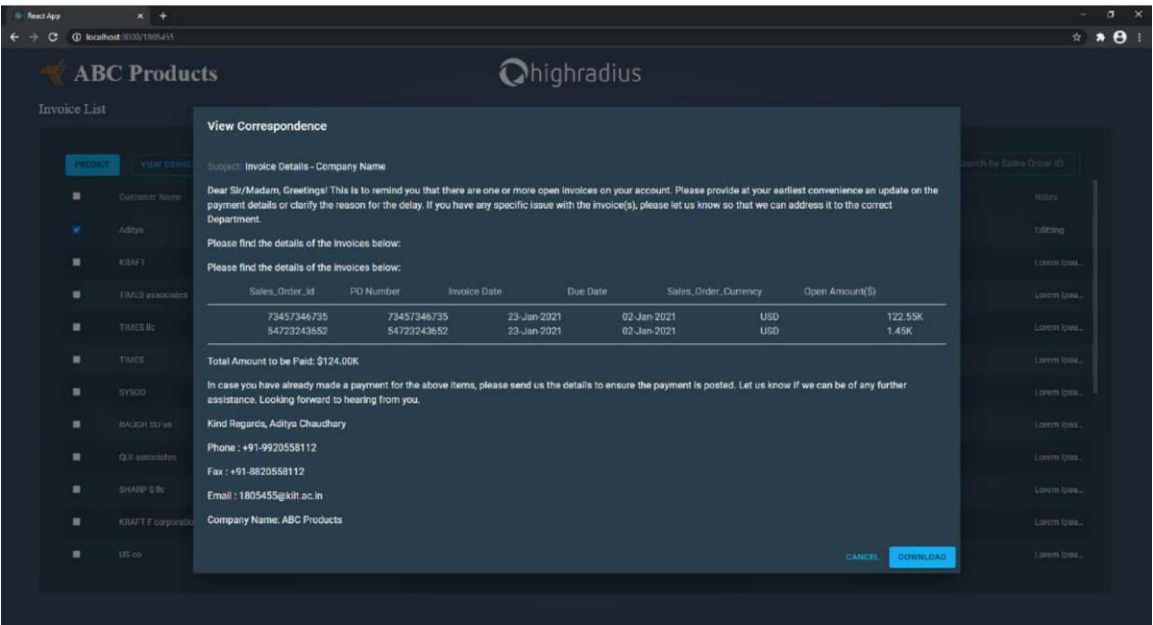 React App
localhost:3000/1805455
ABC Products
highradius
Invoice List
PREDICT
Search by Sales Order ID
Customer Name
Notes
Aditya
Editing
KRAFT
Lorem Ipsu...
TIMES associates
Lorem Ipsu...
TIMES llc
Lorem Ipsu...
TIMES
Lorem Ipsu...
SYSCO
Lorem Ipsu...
Lorem Ipsu...
QLII associates
Lorem Ipsu...
SHARP S llc
Lorem Ipsu...
KRAFT F corporatio
Lorem Ipsu...
US co
Lorem Ipsu...
View Correspondence
Subject: Invoice Details - Company Name
Dear Sir/Madam, Greetings! This is to remind you that there are one or more open invoices on your account. Please provide at your earliest convenience an update on the
payment details or clarify the reason for the delay. If you have any specific issue with the invoice(s), please let us know so that we can address it to the correct
Department.
Please find the details of the invoices below:
Please find the details of the invoices below:
Sales_Order_Id PO Number Invoice Date Due Date Sales_Order_Currency Open Amount($)
73457346735 73457346735 23-Jan-2021 02-Jan-2021 USD 122.55K
54723243652 54723243652 23-Jan-2021 02-Jan-2021 USD 1.45K
Total Amount to be Paid: $124.00K
In case you have already made a payment for the above items, please send us the details to ensure the payment is posted. Let us know if we can be of any further
assistance. Looking forward to hearing from you.
Kind Regards, Aditya Chaudhary
Phone : +91-9920558112
Fax : +91-8820558112
Email : 1805455@kiit.ac.in
Company Name: ABC Products
CANCEL
DOWNLOAD